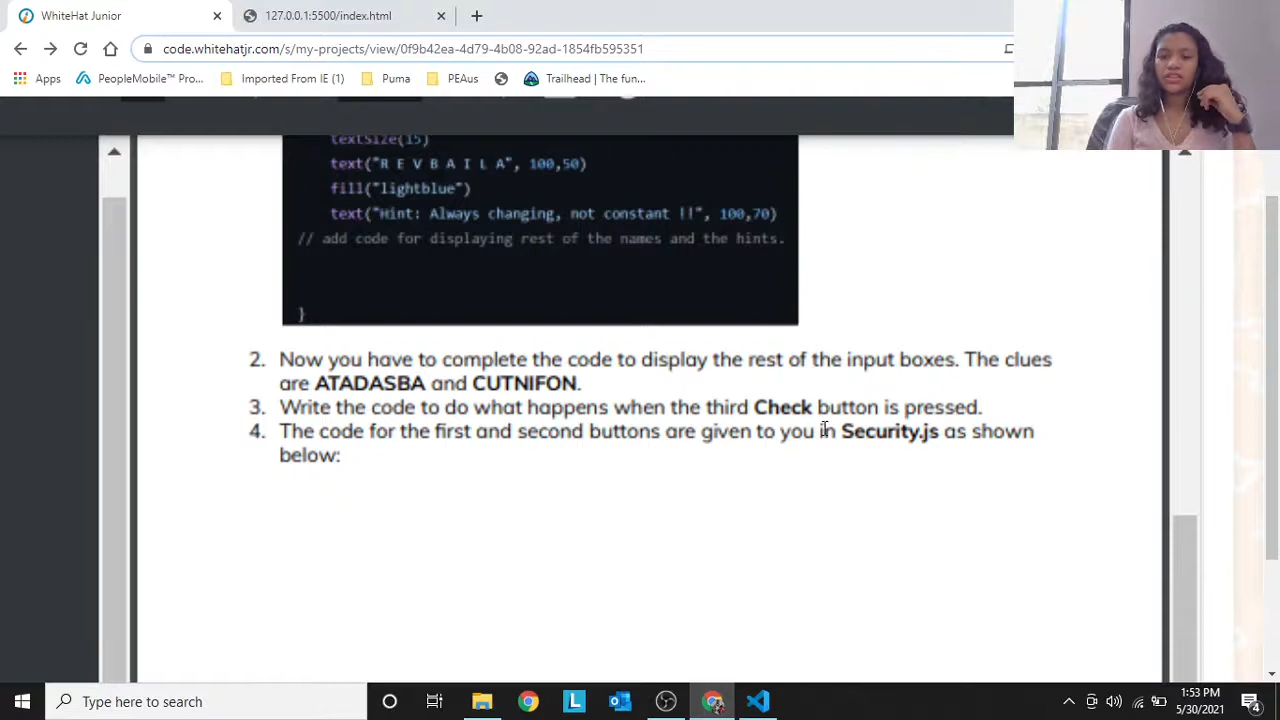 WhiteHat Junior
127.0.0.1:5500/index.html
code.whitehatjr.com/s/my-projects/view/0f9b42ea-4d79-4b08-92ad-1854fb595351
Apps PeopleMobile™ Pro... Imported From IE (1) Puma PEAus Trailhead | The fun...
textSize(15)
text("R E V B A I L A", 100,50)
fill("lightblue")
text("Hint: Always changing, not constant !!", 100,70)
// add code for displaying rest of the names and the hints.
}
2. Now you have to complete the code to display the rest of the input boxes. The clues
are ATADASBA and CUTNIFON.
3. Write the code to do what happens when the third Check button is pressed.
4. The code for the first and second buttons are given to you in Security.js as shown
below:
Type here to search
1:53 PM
5/30/2021
4